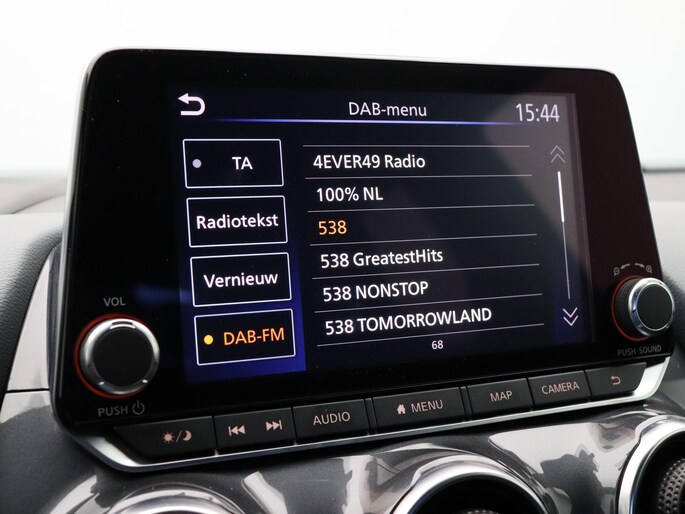 DAB-menu
15:44
TA
Radiotekst
Vernieuw
DAB-FM
4EVER49 Radio
100% NL
538
538 GreatestHits
538 NONSTOP
538 TOMORROWLAND
68
VOL
PUSH
PUSH SOUND
AUDIO
MENU
MAP
CAMERA